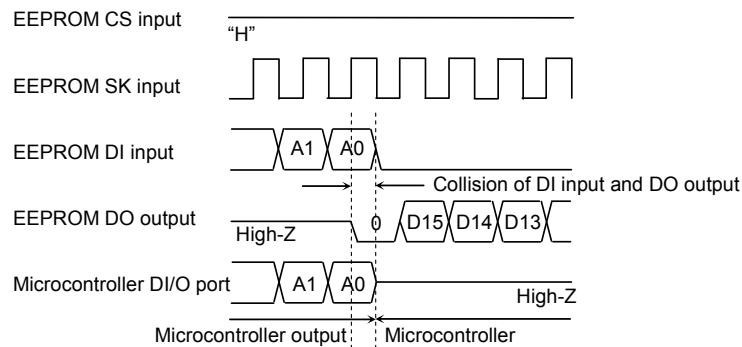 EEPROM CS input
“H”
EEPROM SK input
EEPROM DI input
A1 A0
Collision of DI input and DO output
EEPROM DO output
High-Z
0 D15 D14 D13
Microcontroller DI/O port
A1 A0
High-Z
Microcontroller output Microcontroller